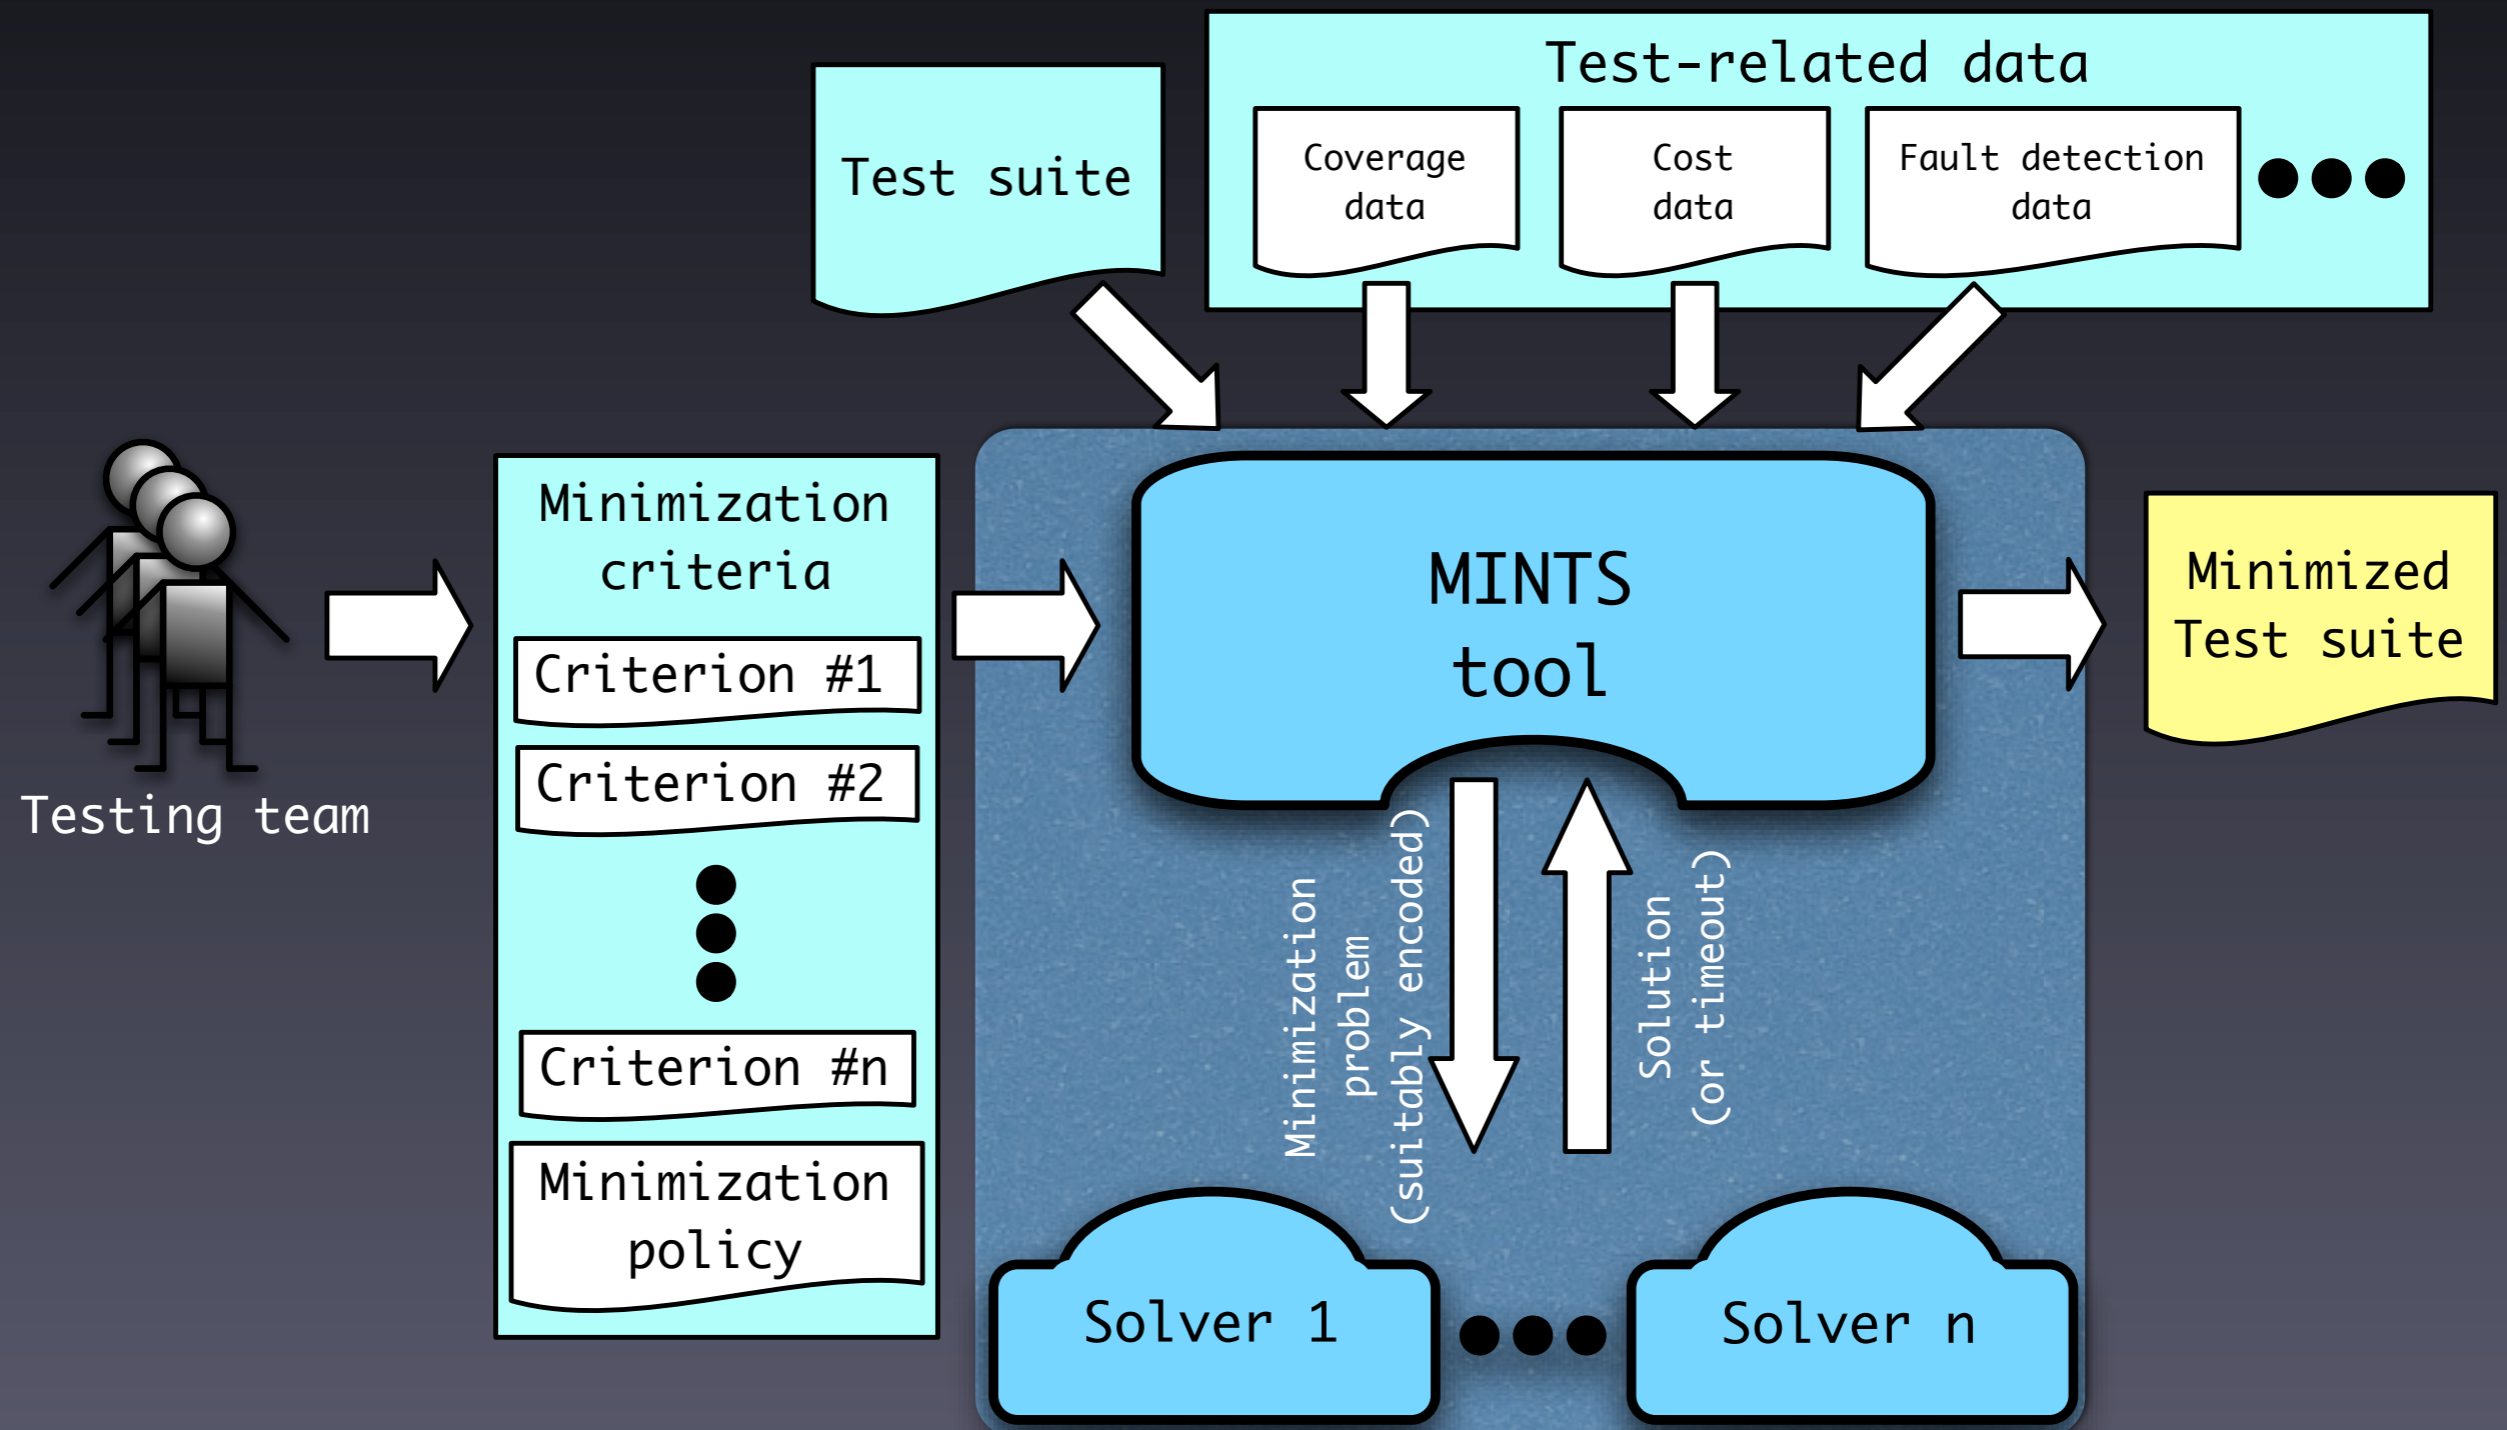 Test-related data
Test suite
Coverage
data
Cost
data
Fault detection
data
Testing team
Minimization
criteria
Criterion #1
Criterion #2
Criterion #n
Minimization
policy
MINTS
tool
Minimization
problem
(suitably encoded)
Solution
(or timeout)
Solver 1
Solver n
Minimized
Test suite